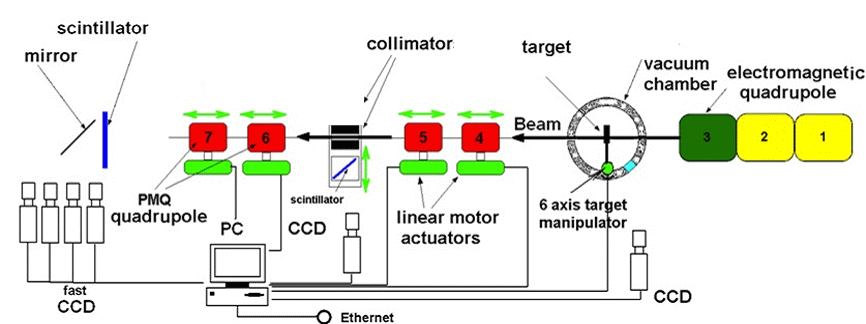 scintillator
mirror
collimator
target
vacuum
chamber
electromagnetic
quadrupole
Beam
7
6
5
4
3
2
1
PMQ
quadrupole
scintillator
linear motor
actuators
6 axis target
manipulator
PC
CCD
fast
CCD
CCD
Ethernet